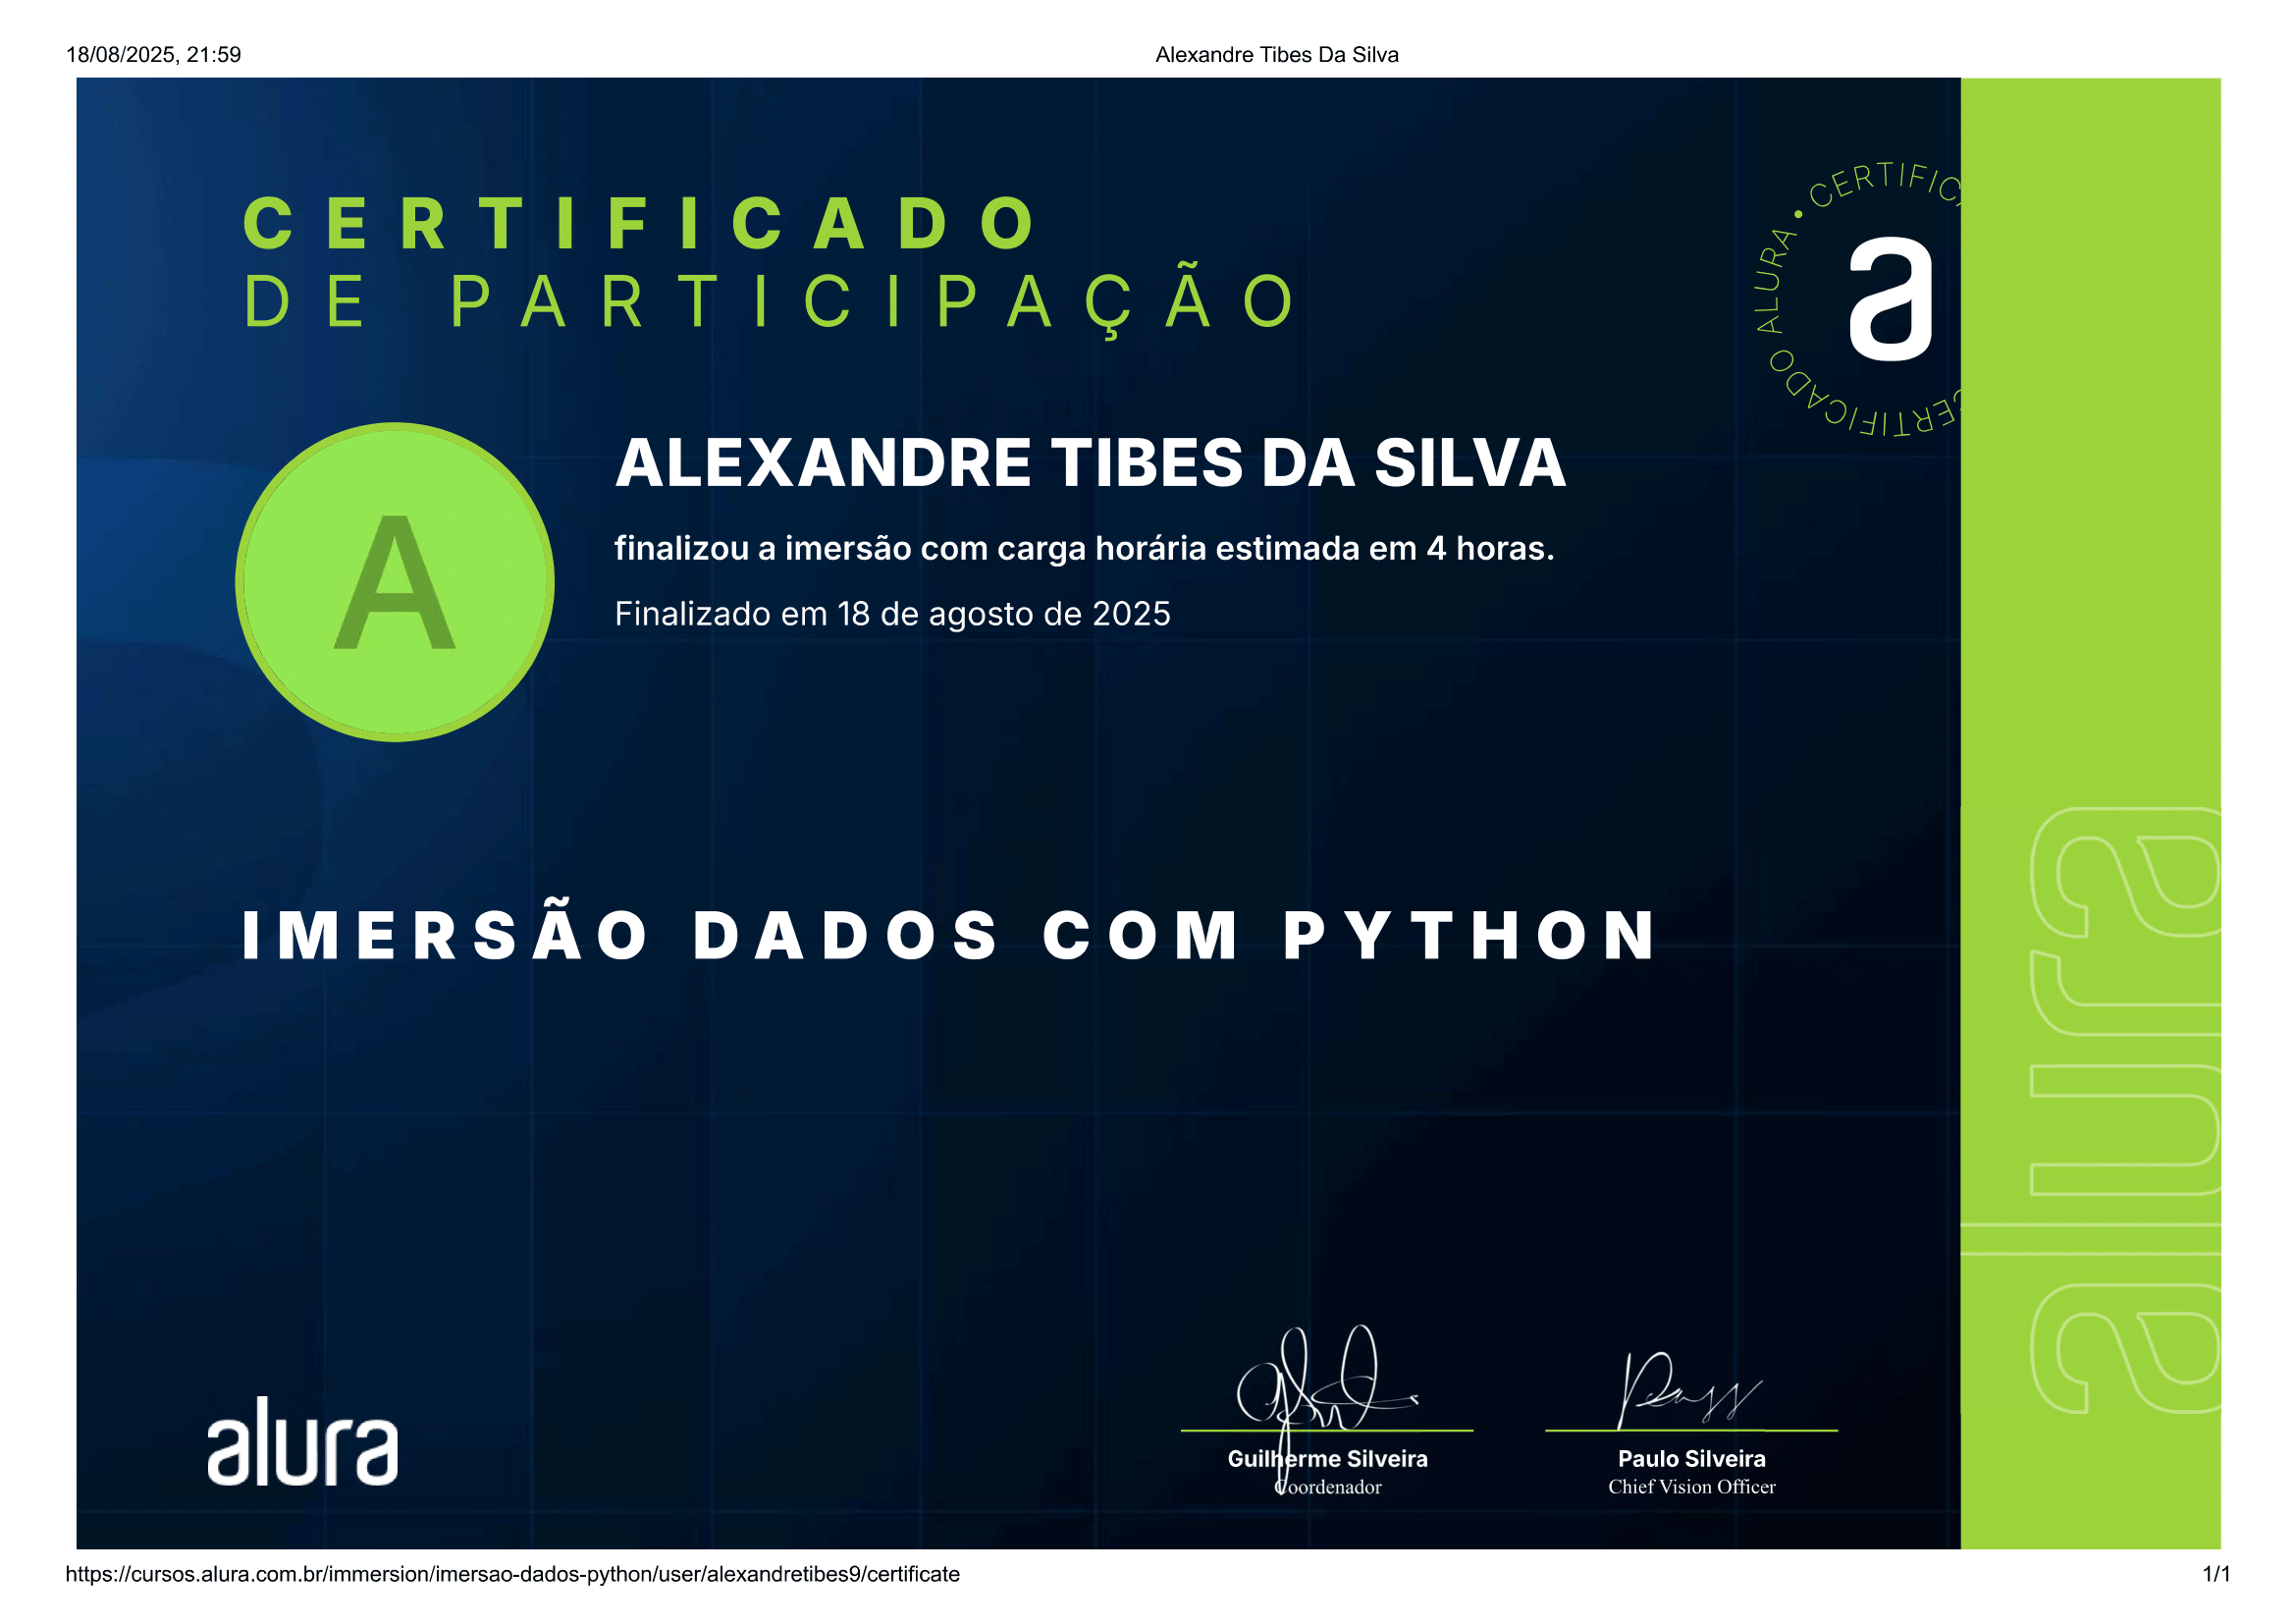 18/08/2025, 21:59
Alexandre Tibes Da Silva
CERTIFICADO
DE PARTICIPAÇÃO
CERTIFICADO ALURA • CERTIFIC
a
A
ALEXANDRE TIBES DA SILVA
finalizou a imersão com carga horária estimada em 4 horas.
Finalizado em 18 de agosto de 2025
IMERSÃO DADOS COM PYTHON
alura
alura
Guilherme Silveira
Coordenador
Paulo Silveira
Chief Vision Officer
https://cursos.alura.com.br/immersion/imersao-dados-python/user/alexandretibes9/certificate
1/1